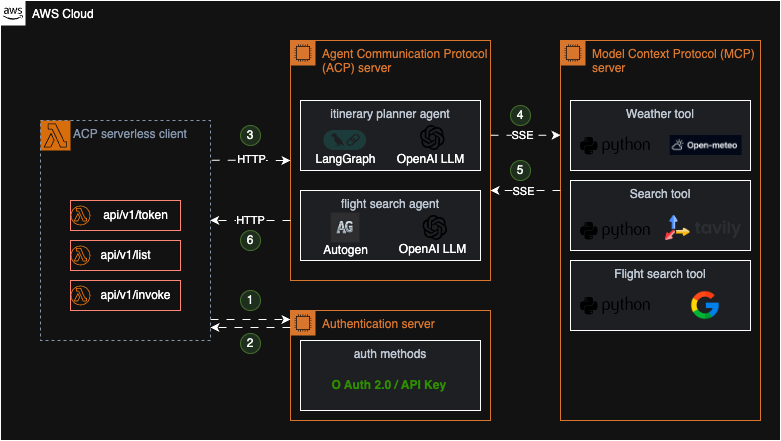 aws
AWS Cloud
Agent Communication Protocol
(ACP) server
Model Context Protocol (MCP)
server
ACP serverless client
api/v1/token
api/v1/list
api/v1/invoke
3
HTTP
HTTP
6
1
2
itinerary planner agent
LangGraph
OpenAI LLM
flight search agent
AG
Autogen
OpenAI LLM
4
SSE
5
SSE
Weather tool
python
Open-meteo
Search tool
python
tavily
Flight search tool
python
G
Authentication server
auth methods
O Auth 2.0 / API Key